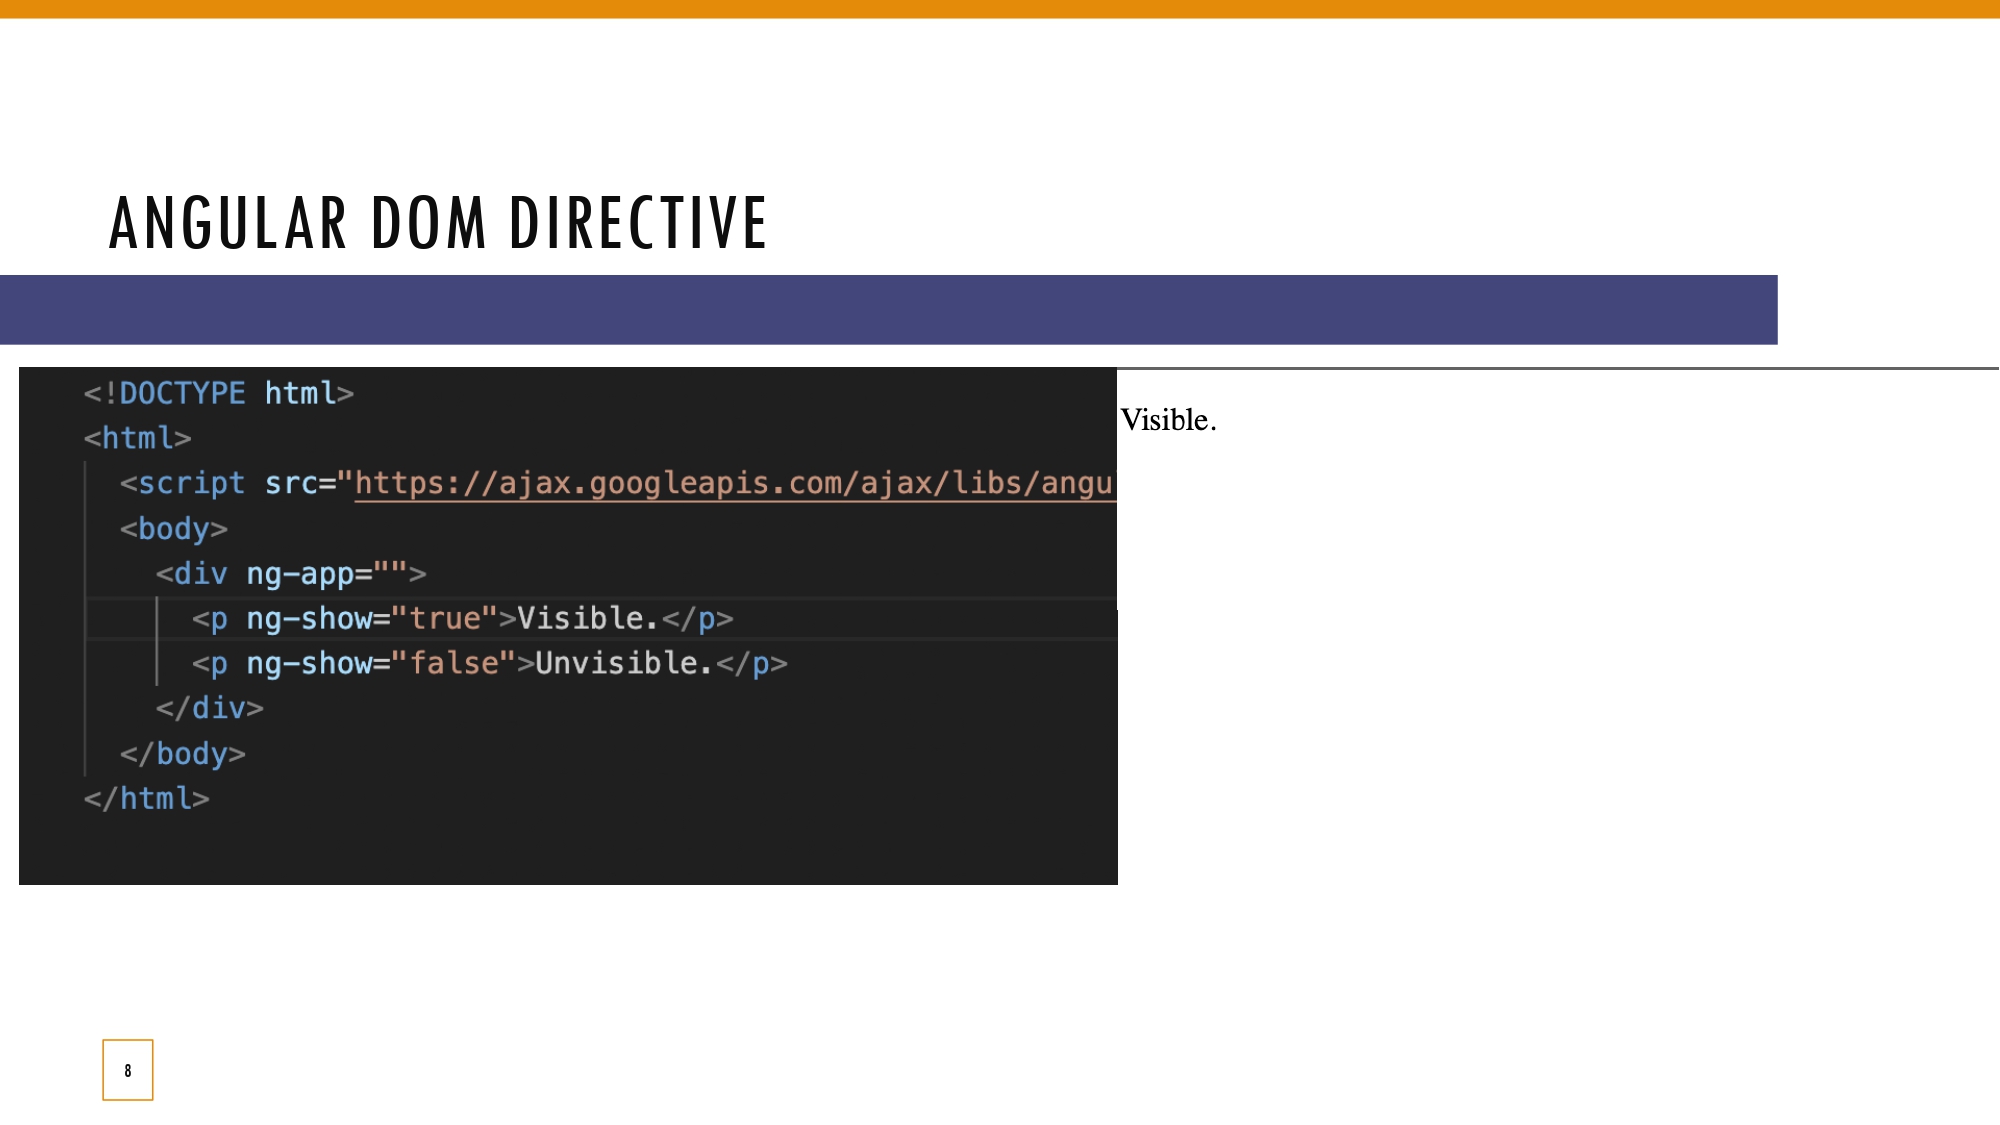 ANGULAR DOM DIRECTIVE
<!DOCTYPE html>
<html>
<script src="https://ajax.googleapis.com/ajax/libs/angu
<body>
<div ng-app="">
<p ng-show="true">Visible.</p>
<p ng-show="false">Unvisible.</p>
</div>
</body>
</html>
Visible.
8